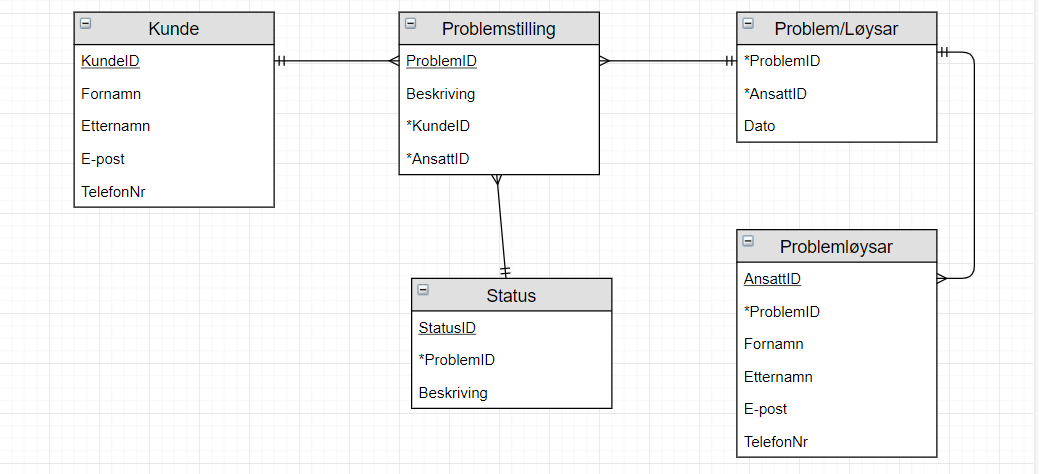 Kunde
KundeID
Fornamn
Etternamn
E-post
TelefonNr
Problemstilling
ProblemID
Beskriving
*KundeID
*AnsattID
Problem/Løysar
*ProblemID
*AnsattID
Dato
Status
StatusID
*ProblemID
Beskriving
Problemløysar
AnsattID
*ProblemID
Fornamn
Etternamn
E-post
TelefonNr